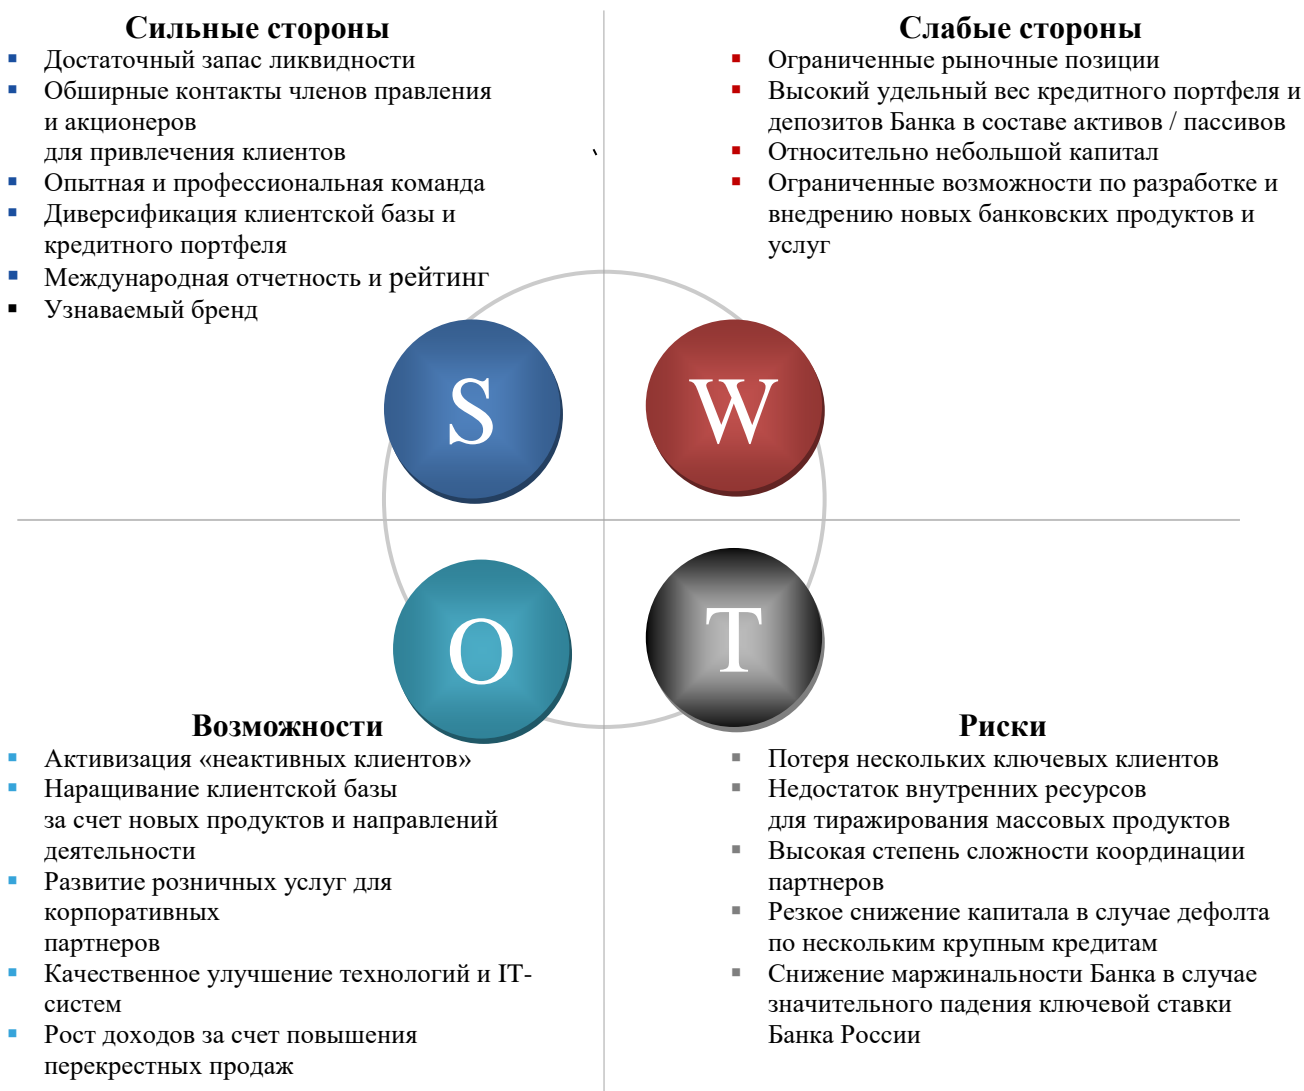 Сильные стороны
Достаточный запас ликвидности
Обширные контакты членов правления
и акционеров
для привлечения клиентов
Опытная и профессиональная команда
Диверсификация клиентской базы и
кредитного портфеля
Международная отчетность и рейтинг
Узнаваемый бренд
Слабые стороны
Ограниченные рыночные позиции
Высокий удельный вес кредитного портфеля и
депозитов Банка в составе активов / пассивов
Относительно небольшой капитал
Ограниченные возможности по разработке и
внедрению новых банковских продуктов и
услуг
S
W
O
T
Возможности
Активизация «неактивных клиентов»
Наращивание клиентской базы
за счет новых продуктов и направлений
деятельности
Развитие розничных услуг для
корпоративных
партнеров
Качественное улучшение технологий и IT-
систем
Рост доходов за счет повышения
перекрестных продаж
Риски
Потеря нескольких ключевых клиентов
Недостаток внутренних ресурсов
для тиражирования массовых продуктов
Высокая степень сложности координации
партнеров
Резкое снижение капитала в случае дефолта
по нескольким крупным кредитам
Снижение маржинальности Банка в случае
значительного падения ключевой ставки
Банка России